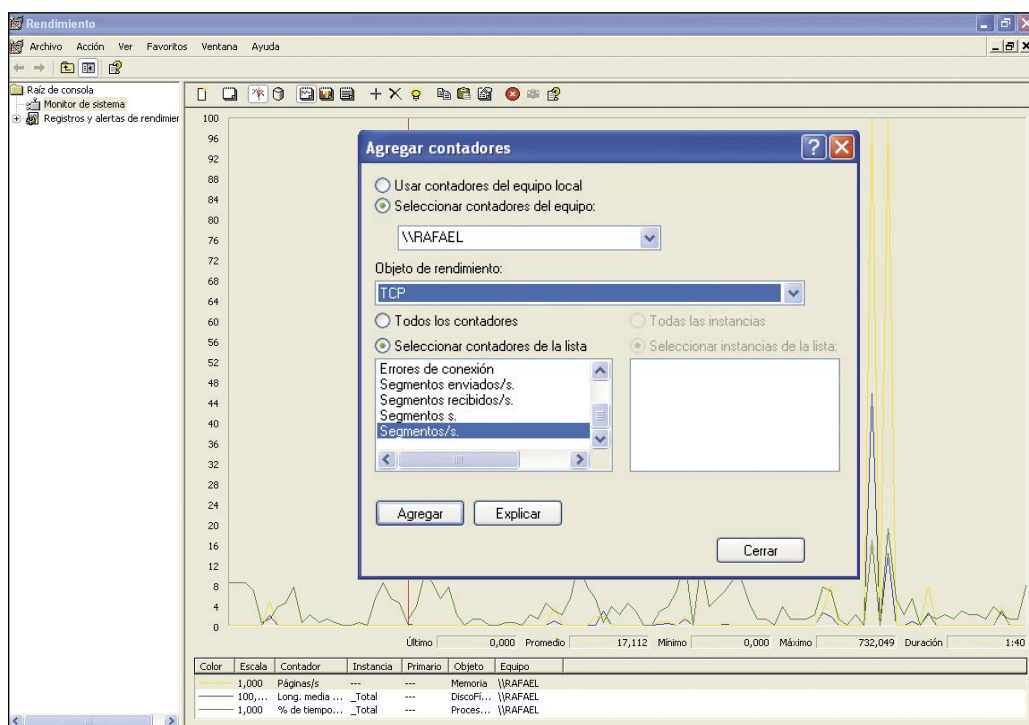 Rendimiento
Archivo Acción Ver Favoritos Ventana Ayuda
Raíz de consola
Monitor de sistema
Registros y alertas de rendimier
100
96
92
88
84
80
76
72
68
64
60
56
52
48
44
40
36
32
28
24
20
16
12
8
4
0
Agregar contadores
Usar contadores del equipo local
Seleccionar contadores del equipo:
\\RAFAEL
Objeto de rendimiento:
TCP
Todos los contadores Todas las instancias
Seleccionar contadores de la lista Seleccionar instancias de la lista:
Errores de conexión
Segmentos enviados/s.
Segmentos recibidos/s.
Segmentos s.
Segmentos/s.
Agregar Explicar
Cerrar
Último 0,000 Promedio 17,112 Mínimo 0,000 Máximo 732,049 Duración 1:40
Color Escala Contador Instancia Primario Objeto Equipo
1,000 Páginas/s --- --- Memoria \\RAFAEL
100,... Long. media ... _Total --- DiscoFí... \\RAFAEL
1,000 % de tiempo... _Total --- Proces... \\RAFAEL